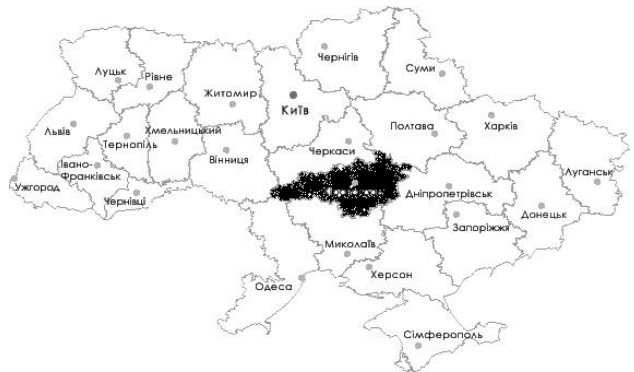 Чернігів
Суми
Луцьк
Рівне
Житомир
Київ
Львів
Тернопіль
Хмельницький
Вінниця
Черкаси
Полтава
Харків
Івано-
Франківськ
Ужгород
Чернівці
Луганськ
Дніпропетрівськ
Донецьк
Запоріжжя
Миколаїв
Херсон
Одеса
Сімферополь